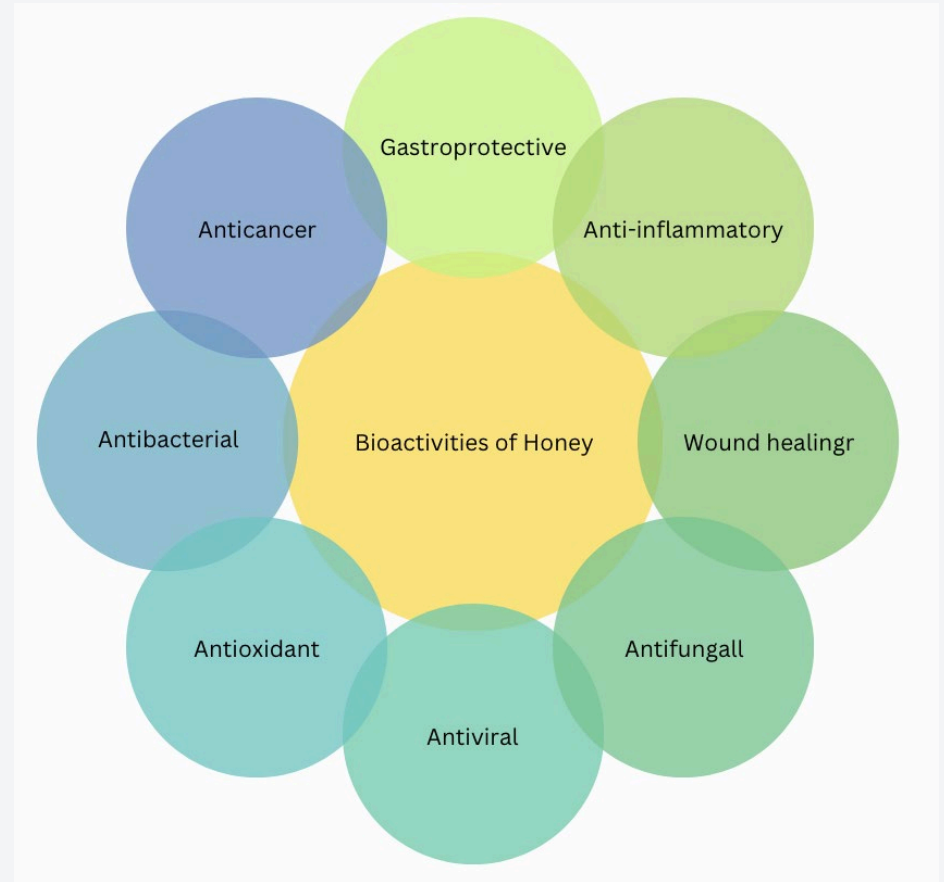 Gastroprotective
Anticancer
Anti-inflammatory
Antibacterial
Bioactivities of Honey
Wound healingr
Antioxidant
Antifungall
Antiviral